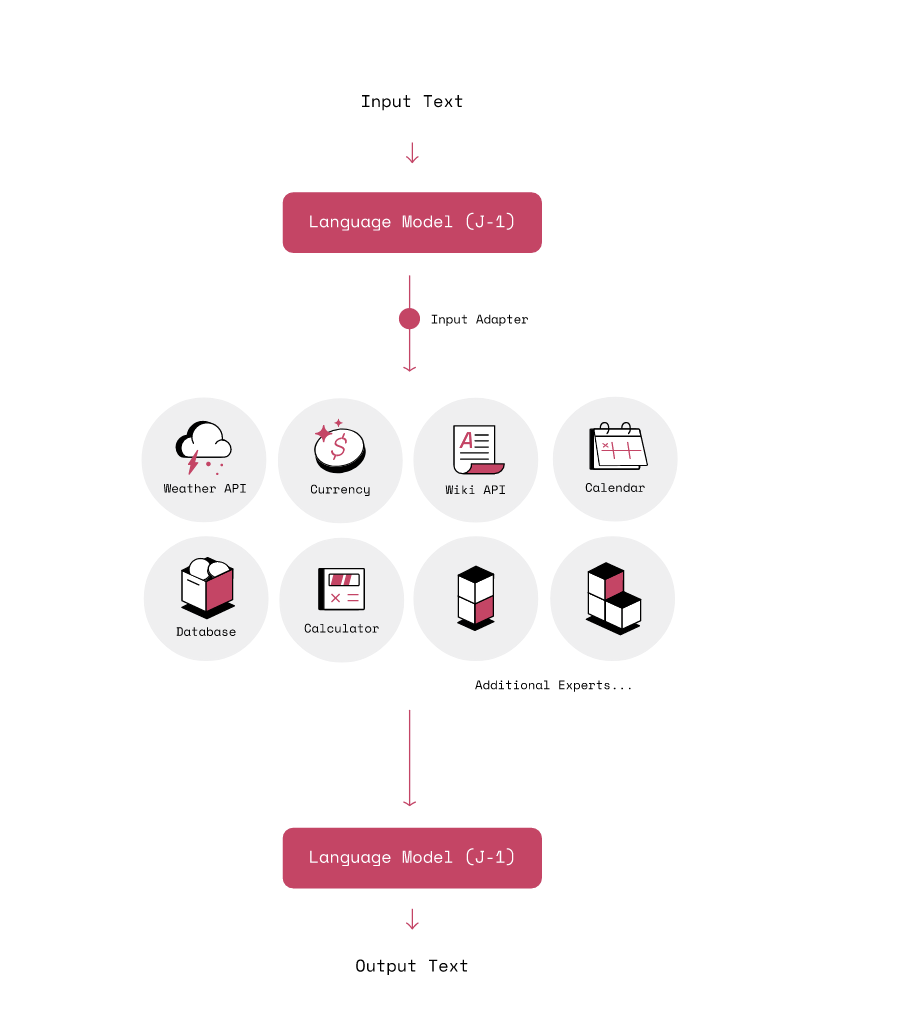 Input Text
Language Model (J-1)
Input Adapter
Weather API
Currency
Wiki API
Calendar
Database
Calculator
Additional Experts...
Language Model (J-1)
Output Text